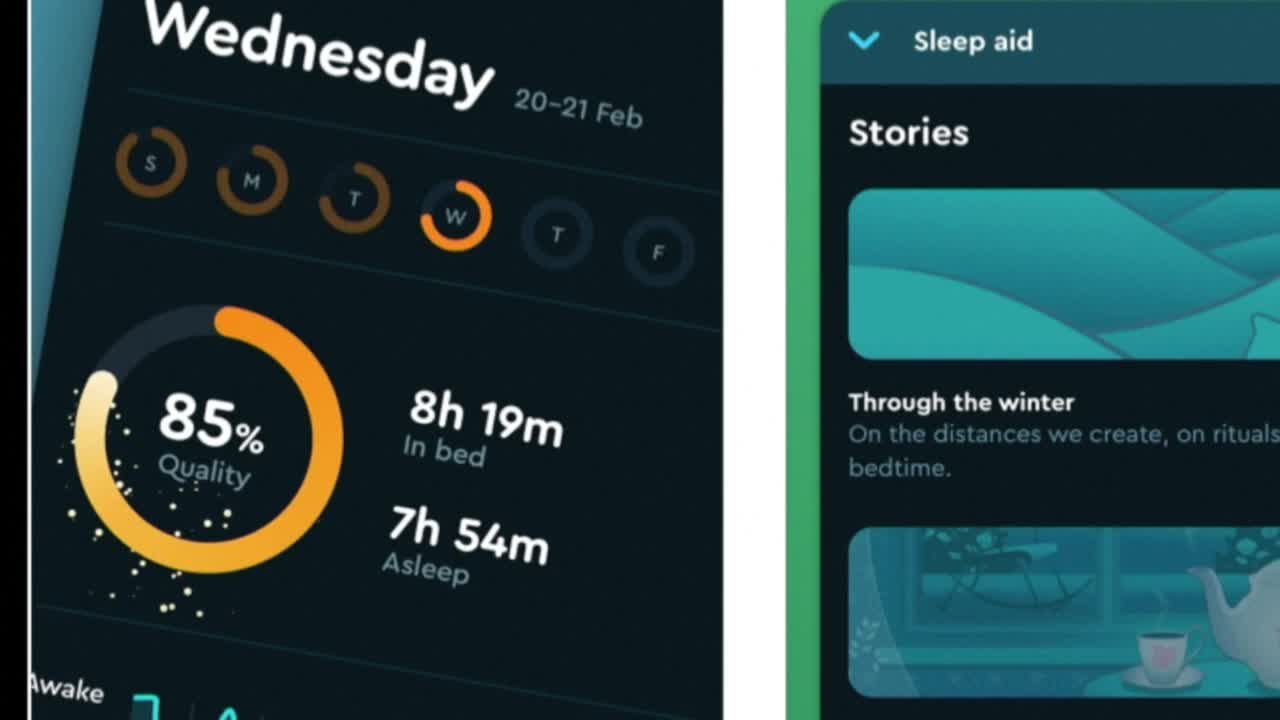 Wednesday 20-21 Feb
S M T W T F
85%
Quality
8h 19m
In bed
7h 54m
Asleep
Awake
Sleep aid
Stories
Through the winter
On the distances we create, on rituals
bedtime.